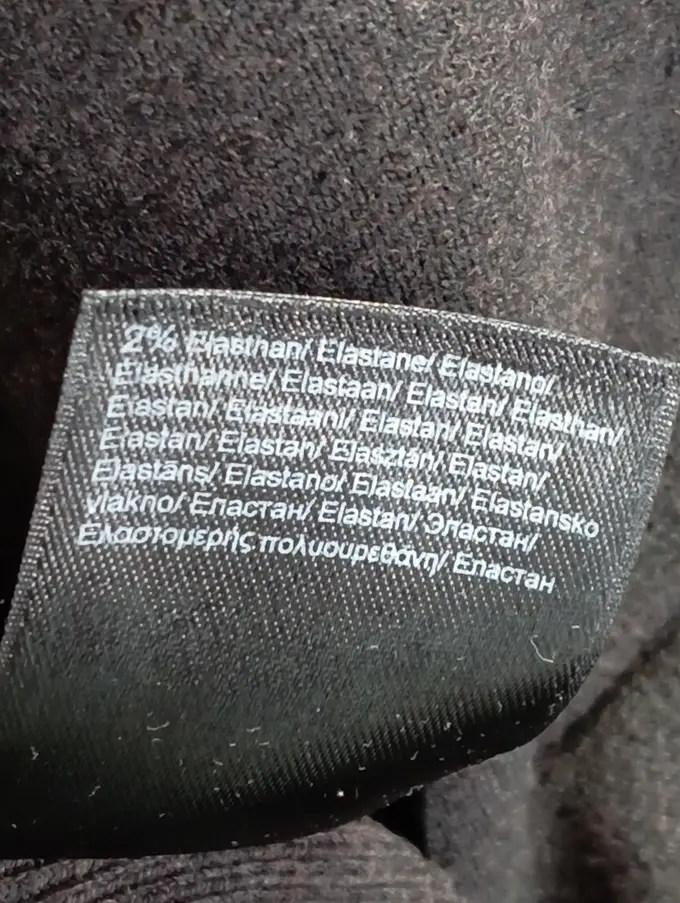 2% Elasthan/ Elastane/ Elastano/
Élasthanne/ Elastaan/ Elastan/ Elasthan/
Elastan/ Elastaani/ Elastan/ Elastan/
Elastan/ Elastan/ Elasztán/ Elastan/
Elastāns/ Elastano/ Elastaan/ Elastansko
vlakno/ Еластан/ Elastan/ Эластан/
Ελαστομερής πολυουρεθάνη/ Еластан